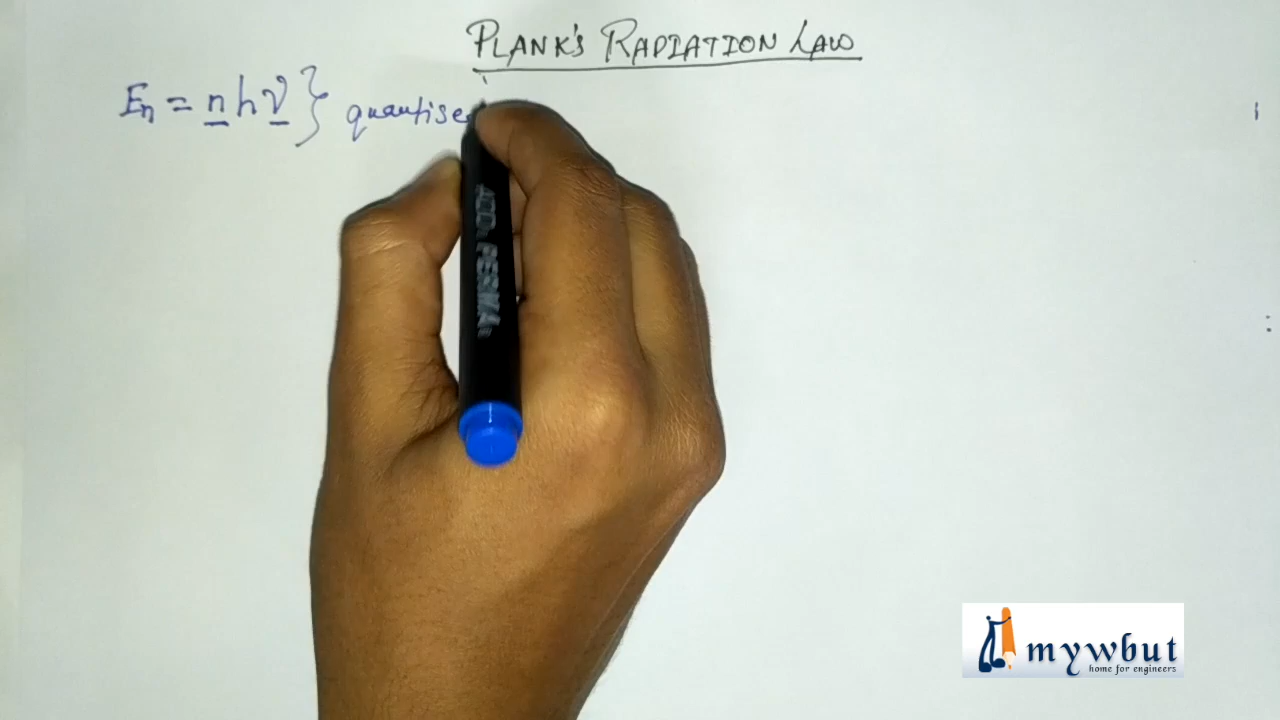 PLANK'S RADIATION LAW
En = nhν } quantise
mywbut
home for engineers